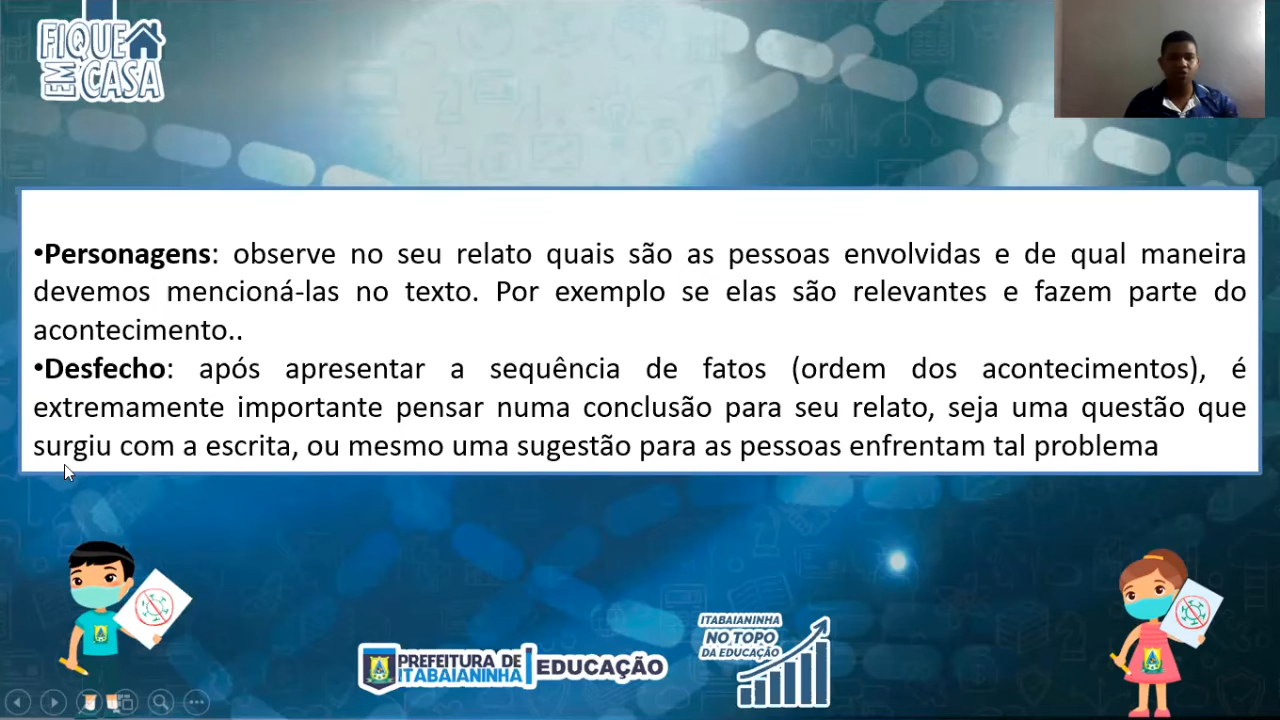 FIQUE
EM CASA
•Personagens: observe no seu relato quais são as pessoas envolvidas e de qual maneira
devemos mencioná-las no texto. Por exemplo se elas são relevantes e fazem parte do
acontecimento..
•Desfecho: após apresentar a sequência de fatos (ordem dos acontecimentos), é
extremamente importante pensar numa conclusão para seu relato, seja uma questão que
surgiu com a escrita, ou mesmo uma sugestão para as pessoas enfrentam tal problema
PREFEITURA DE
ITABAIANINHA
EDUCAÇÃO
ITABAIANINHA
NO TOPO
DA EDUCAÇÃO